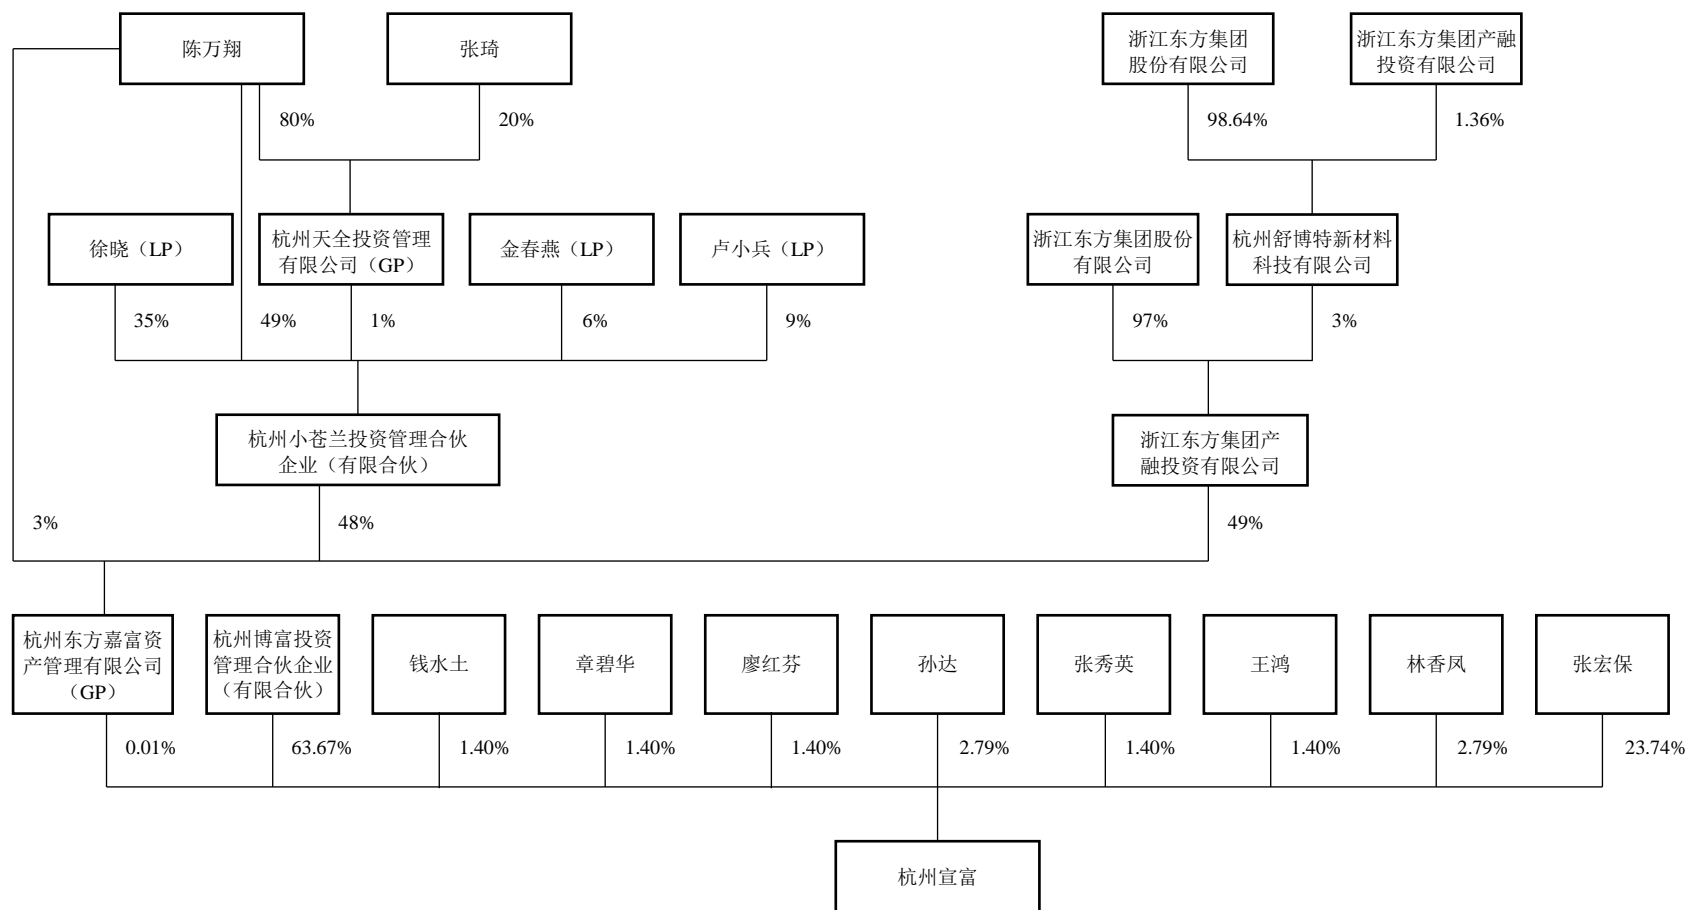 陈万翔
张琦
浙江东方集团
股份有限公司
浙江东方集团产融
投资有限公司
80%
20%
98.64%
1.36%
徐晓（LP）
杭州天全投资管理
有限公司（GP）
金春燕（LP）
卢小兵（LP）
浙江东方集团股份
有限公司
杭州舒博特新材料
科技有限公司
35%
49%
1%
6%
9%
97%
3%
杭州小苍兰投资管理合伙
企业（有限合伙）
浙江东方集团产
融投资有限公司
3%
48%
49%
杭州东方嘉富资
产管理有限公司
（GP）
杭州博富投资
管理合伙企业
（有限合伙）
钱水土
章碧华
廖红芬
孙达
张秀英
王鸿
林香凤
张宏保
0.01%
63.67%
1.40%
1.40%
1.40%
2.79%
1.40%
1.40%
2.79%
23.74%
杭州宣富